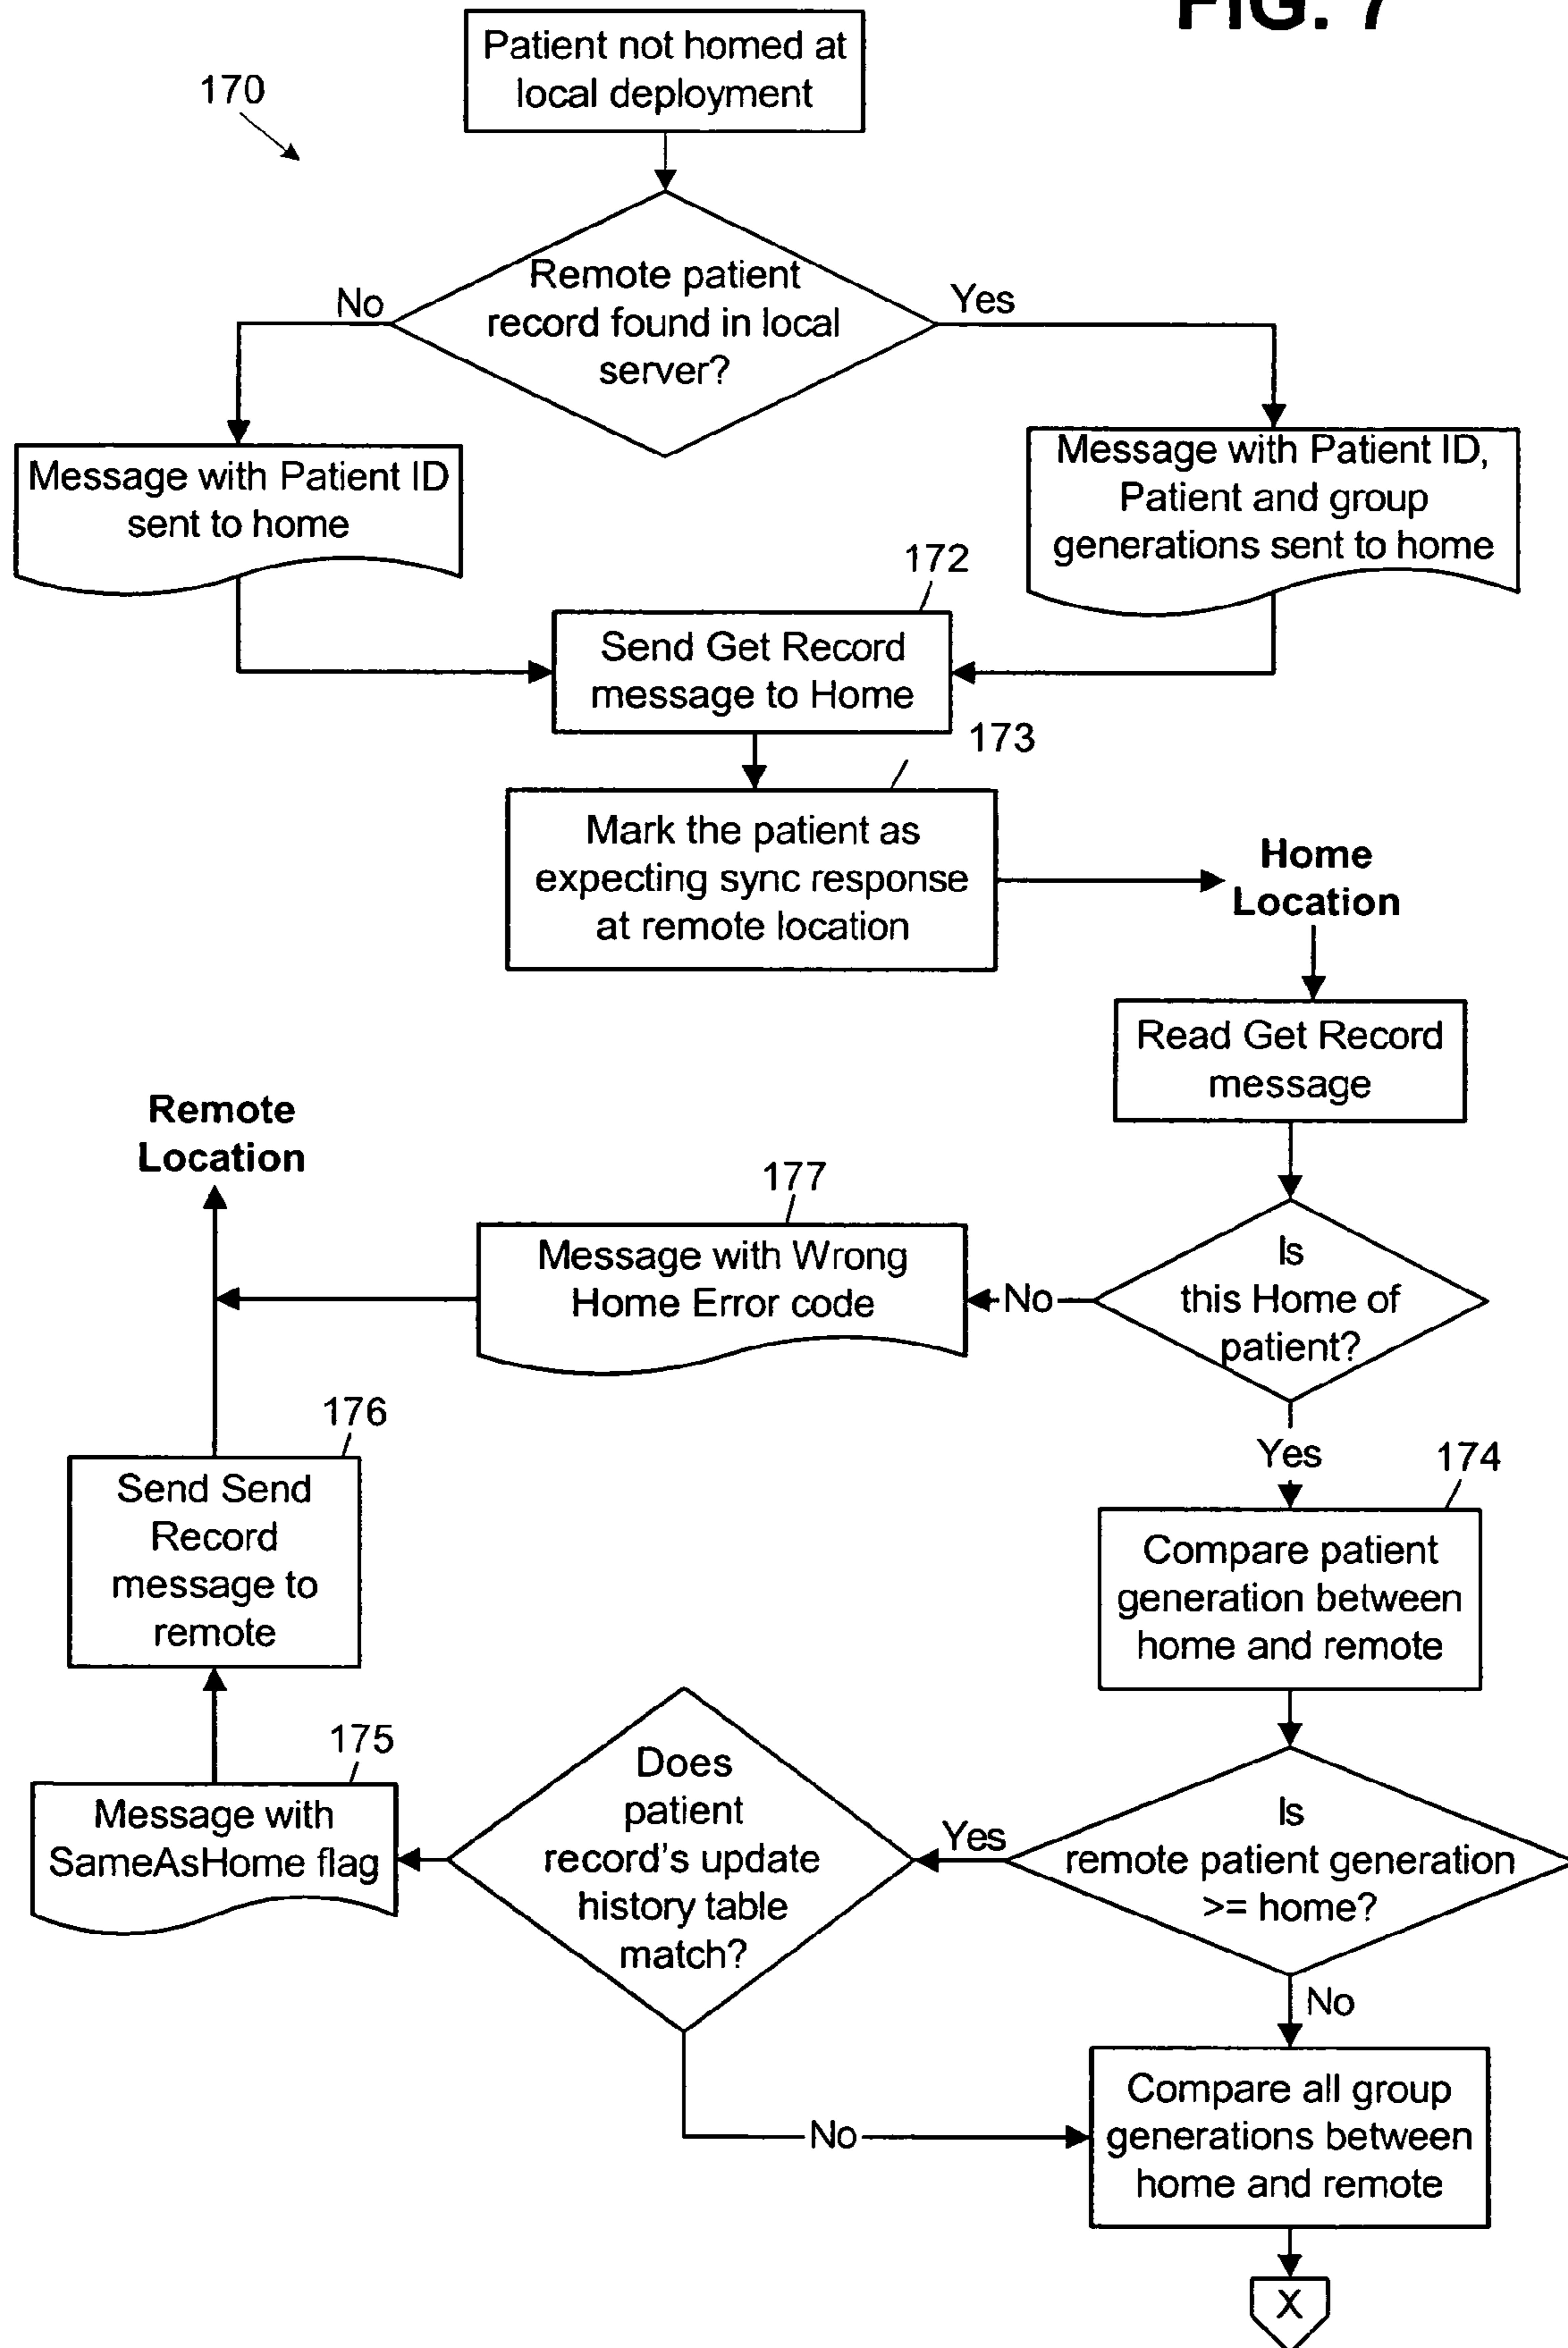 FIG. 7
Patient not homed at
local deployment
170
Remote patient
record found in local
server?
No
Yes
Message with Patient ID
sent to home
Message with Patient ID,
Patient and group
generations sent to home
172
Send Get Record
message to Home
173
Mark the patient as
expecting sync response
at remote location
Home
Location
Read Get Record
message
Remote
Location
177
Message with Wrong
Home Error code
No
Is
this Home of
patient?
176
Send Send
Record
message to
remote
Yes
174
Compare patient
generation between
home and remote
175
Message with
SameAsHome flag
Does
patient
record's update
history table
match?
Yes
Is
remote patient generation
>= home?
No
No
Compare all group
generations between
home and remote
X